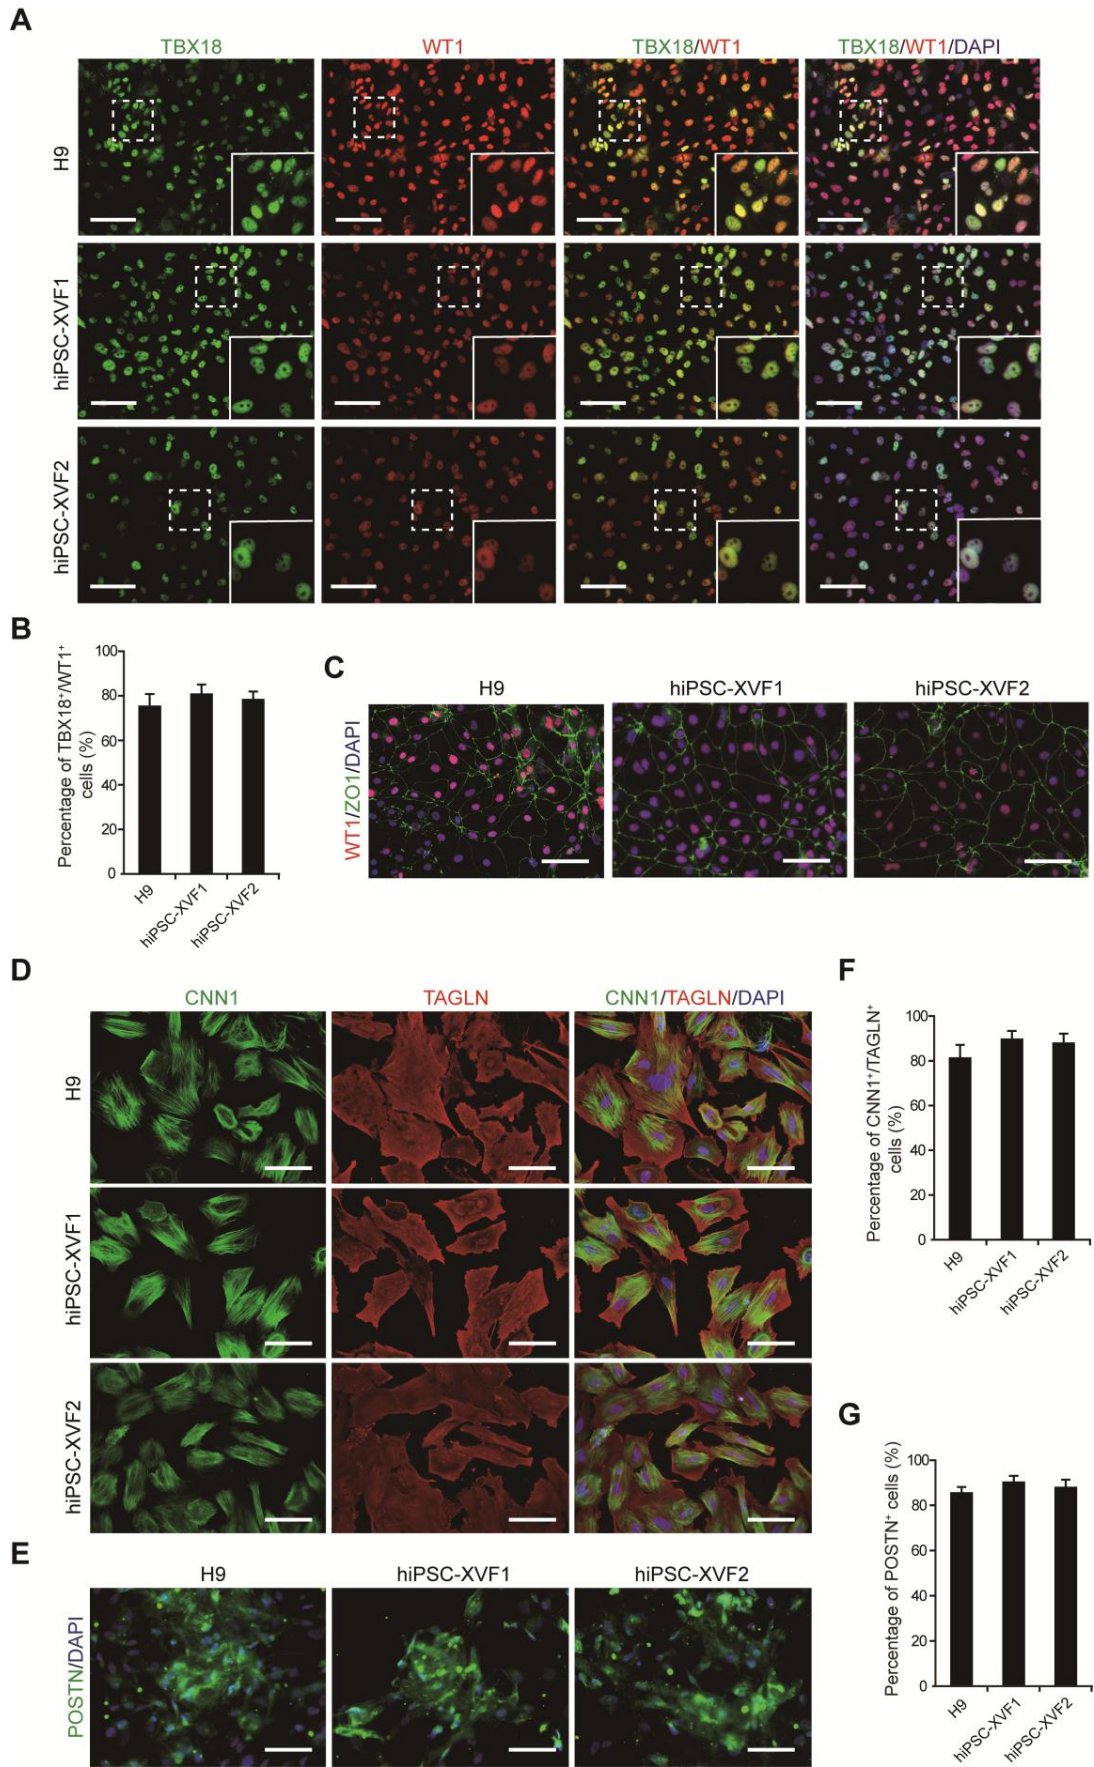 A
TBX18
WT1
TBX18/WT1
TBX18/WT1/DAPI
H9
hiPSC-XVF1
hiPSC-XVF2
B
Percentage of TBX18⁺/WT1⁺
cells (%)
100
80
60
40
20
0
H9
hiPSC-XVF1
hiPSC-XVF2
C
H9
hiPSC-XVF1
hiPSC-XVF2
WT1/ZO1/DAPI
D
CNN1
TAGLN
CNN1/TAGLN/DAPI
H9
hiPSC-XVF1
hiPSC-XVF2
F
Percentage of CNN1⁺/TAGLN⁺
cells (%)
100
80
60
40
20
0
H9
hiPSC-XVF1
hiPSC-XVF2
E
H9
hiPSC-XVF1
hiPSC-XVF2
POSTN/DAPI
G
Percentage of POSTN⁺ cells (%)
100
80
60
40
20
0
H9
hiPSC-XVF1
hiPSC-XVF2